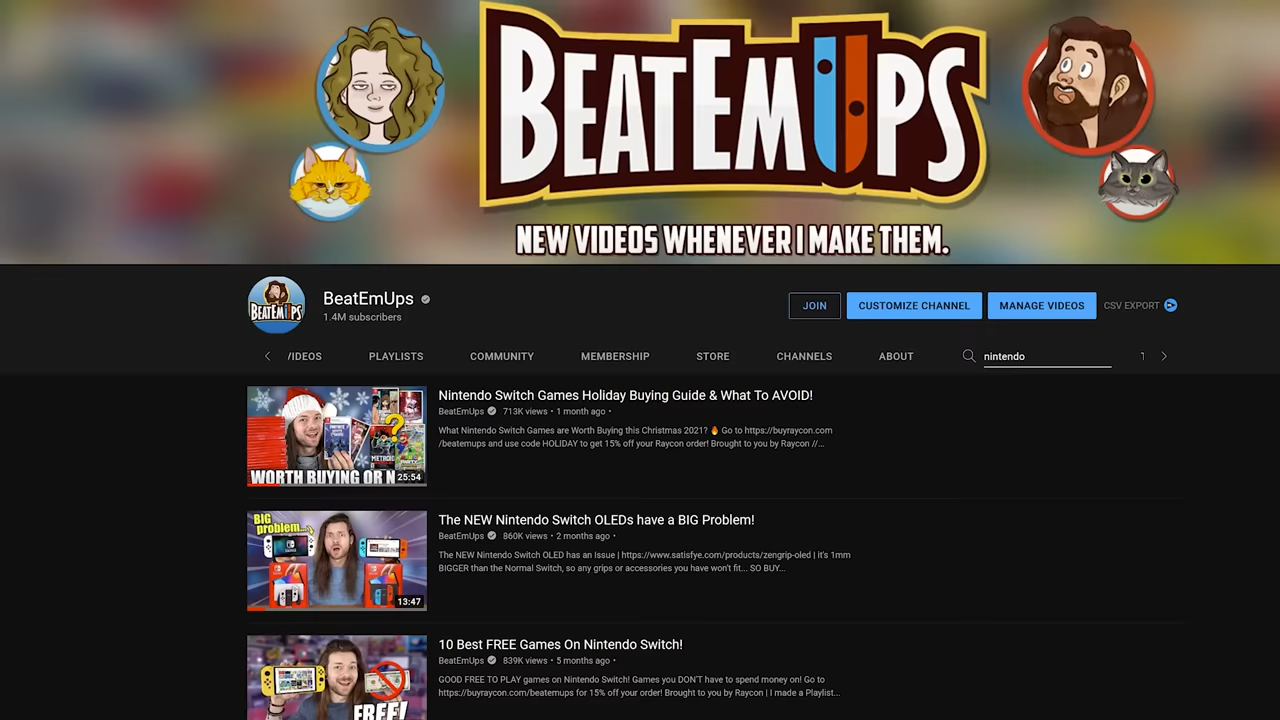 BEATEMUPS
NEW VIDEOS WHENEVER I MAKE THEM.
BEATEMUPS
BeatEmUps
1.4M subscribers
JOIN
CUSTOMIZE CHANNEL
MANAGE VIDEOS
CSV EXPORT
/IDEOS
PLAYLISTS
COMMUNITY
MEMBERSHIP
STORE
CHANNELS
ABOUT
nintendo
WORTH BUYING OR N
25:54
Nintendo Switch Games Holiday Buying Guide & What To AVOID!
BeatEmUps 713K views • 1 month ago •
What Nintendo Switch Games are Worth Buying this Christmas 2021? 🔥 Go to https://buyraycon.com
/beatemups and use code HOLIDAY to get 15% off your Raycon order! Brought to you by Raycon //...
BIG
problem...
13:47
The NEW Nintendo Switch OLEDs have a BIG Problem!
BeatEmUps 860K views • 2 months ago •
The NEW Nintendo Switch OLED has an Issue | https://www.satisfye.com/products/zengrip-oled | it's 1mm
BIGGER than the Normal Switch, so any grips or accessories you have won't fit... SO BUY...
FREE!
10 Best FREE Games On Nintendo Switch!
BeatEmUps 839K views • 5 months ago •
GOOD FREE TO PLAY games on Nintendo Switch! Games you DON'T have to spend money on! Go to
https://buyraycon.com/beatemups for 15% off your order! Brought to you by Raycon | I made a Playlist...